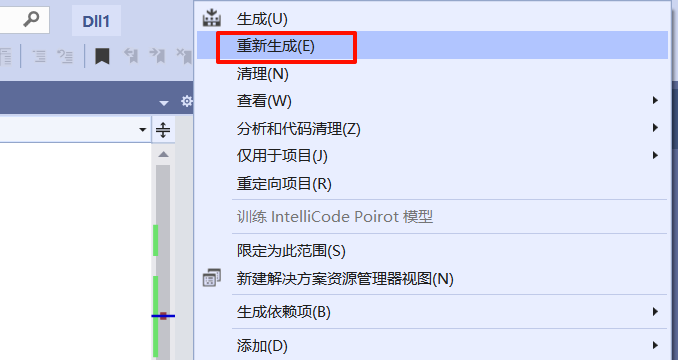 Dll1
生成(U)
重新生成(E)
清理(N)
查看(W)
分析和代码清理(Z)
仅用于项目(J)
重定向项目(R)
训练 IntelliCode Poirot 模型
限定为此范围(S)
新建解决方案资源管理器视图(N)
生成依赖项(B)
添加(D)